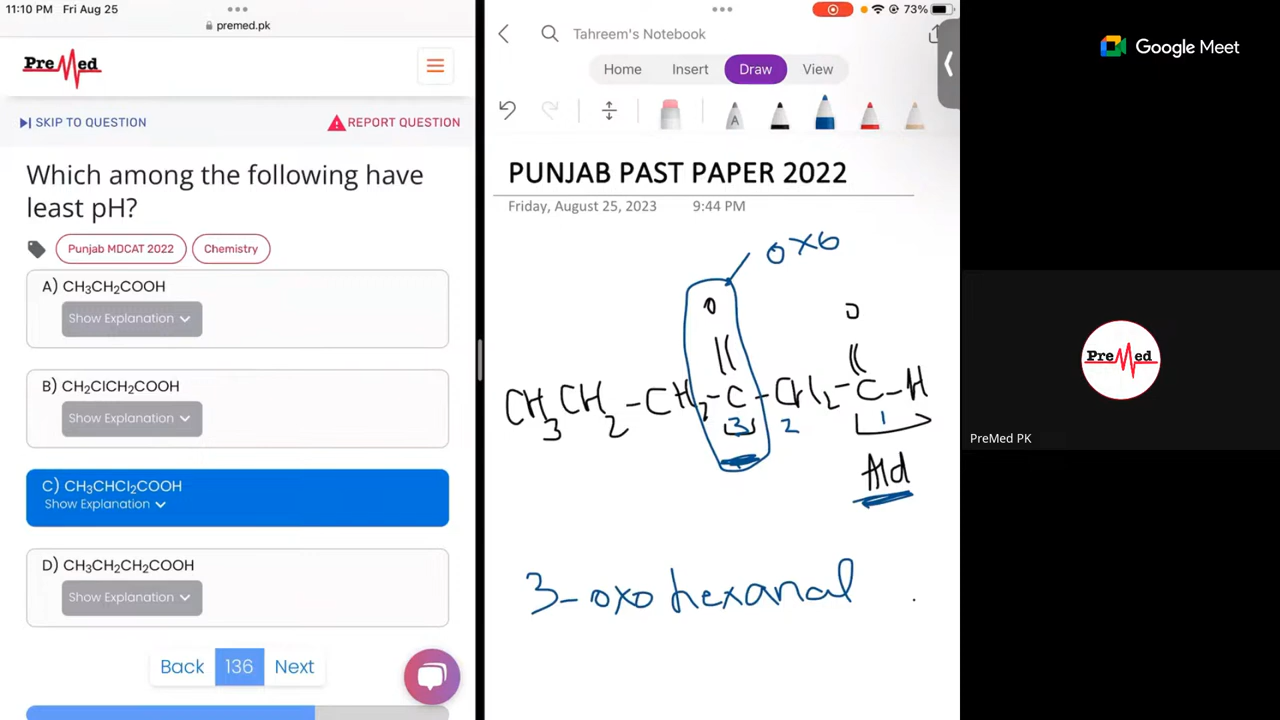 11:10 PM Fri Aug 25
premed.pk
PreMed
SKIP TO QUESTION
REPORT QUESTION
Which among the following have
least pH?
Punjab MDCAT 2022
Chemistry
A) CH3CH2COOH
Show Explanation
B) CH2ClCH2COOH
Show Explanation
C) CH3CHCl2COOH
Show Explanation
D) CH3CH2CH2COOH
Show Explanation
Back 136 Next
73%
Tahreem's Notebook
Home Insert Draw View
A
PUNJAB PAST PAPER 2022
Friday, August 25, 2023 9:44 PM
oxo
O O
|| ||
CH3CH2-CH2-C-CH2-C-H
3 2 1
Ald
3-oxohexanal
Google Meet
PreMed
PreMed PK